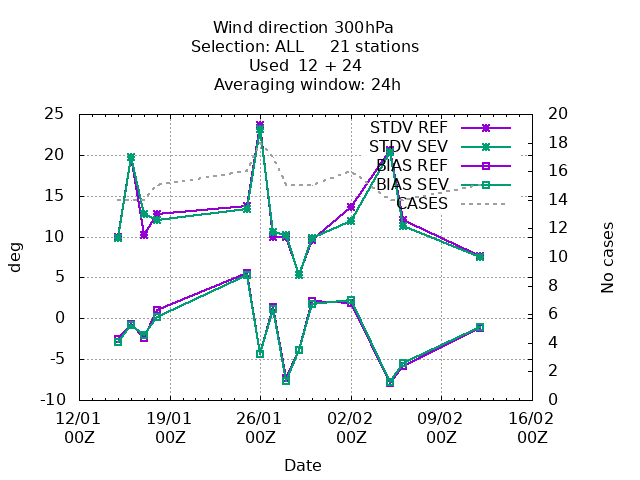 Wind direction 300hPa
Selection: ALL     21 stations
Used  12 + 24
Averaging window: 24h
25
20
15
10
5
0
-5
-10
deg
20
18
16
14
12
10
8
6
4
2
0
No cases
STDV REF
STDV SEV
BIAS REF
BIAS SEV
CASES
12/01 19/01 26/01 02/02 09/02 16/02
00Z 00Z 00Z 00Z 00Z 00Z
Date